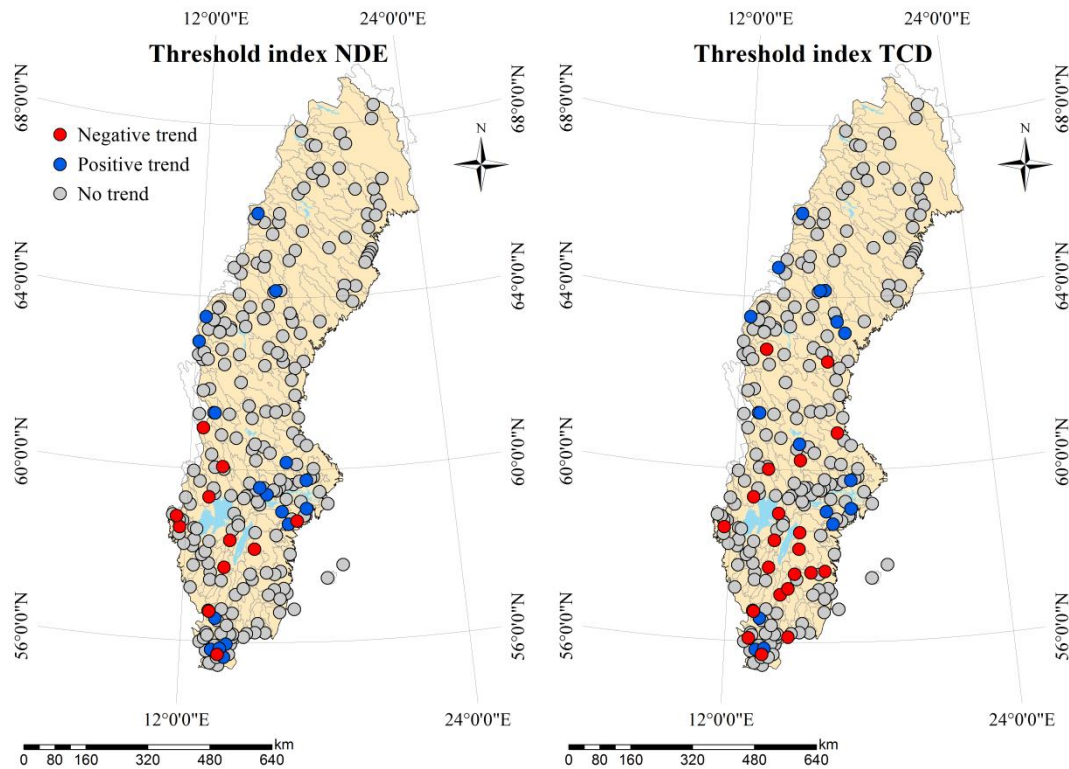 12°0'0"E 24°0'0"E 12°0'0"E 24°0'0"E
Threshold index NDE Threshold index TCD
68°0'0"N 68°0'0"N 68°0'0"N 68°0'0"N
Negative trend
Positive trend
No trend
N N
64°0'0"N 64°0'0"N 64°0'0"N 64°0'0"N
60°0'0"N 60°0'0"N 60°0'0"N 60°0'0"N
56°0'0"N 56°0'0"N 56°0'0"N 56°0'0"N
12°0'0"E 24°0'0"E 12°0'0"E 24°0'0"E
km km
0 80 160 320 480 640 0 80 160 320 480 640